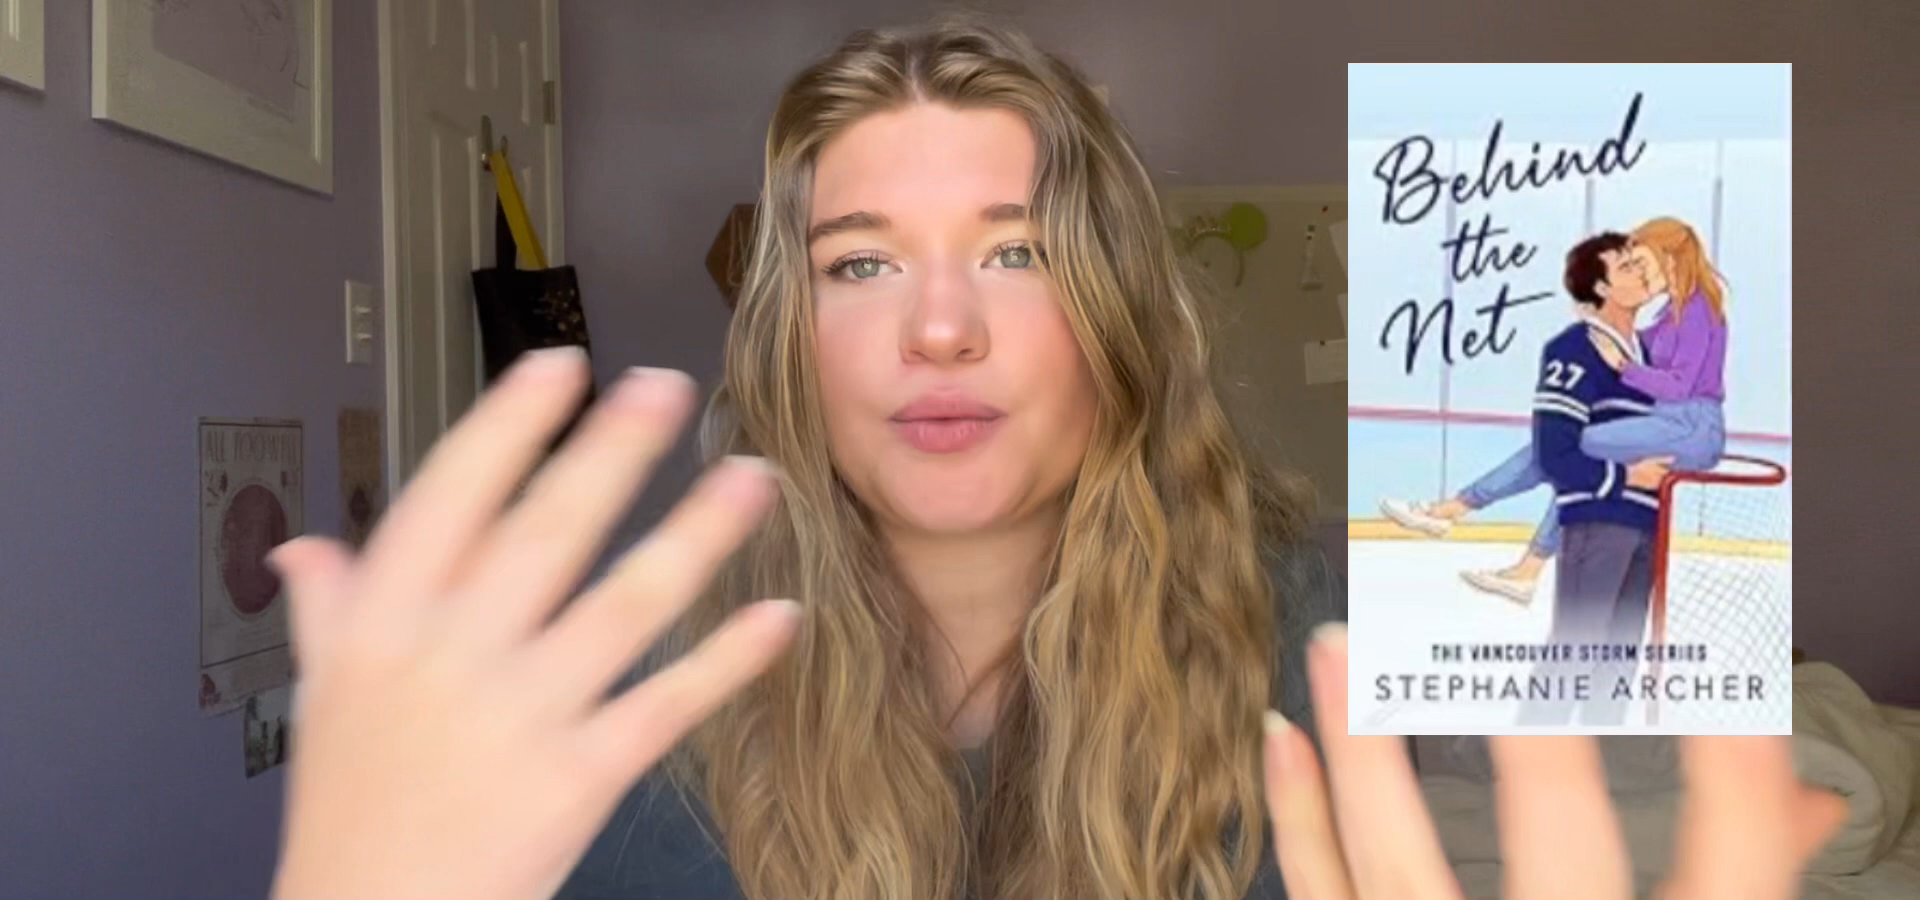 Behind
the
Net
27
THE VANCOUVER STORM SERIES
STEPHANIE ARCHER